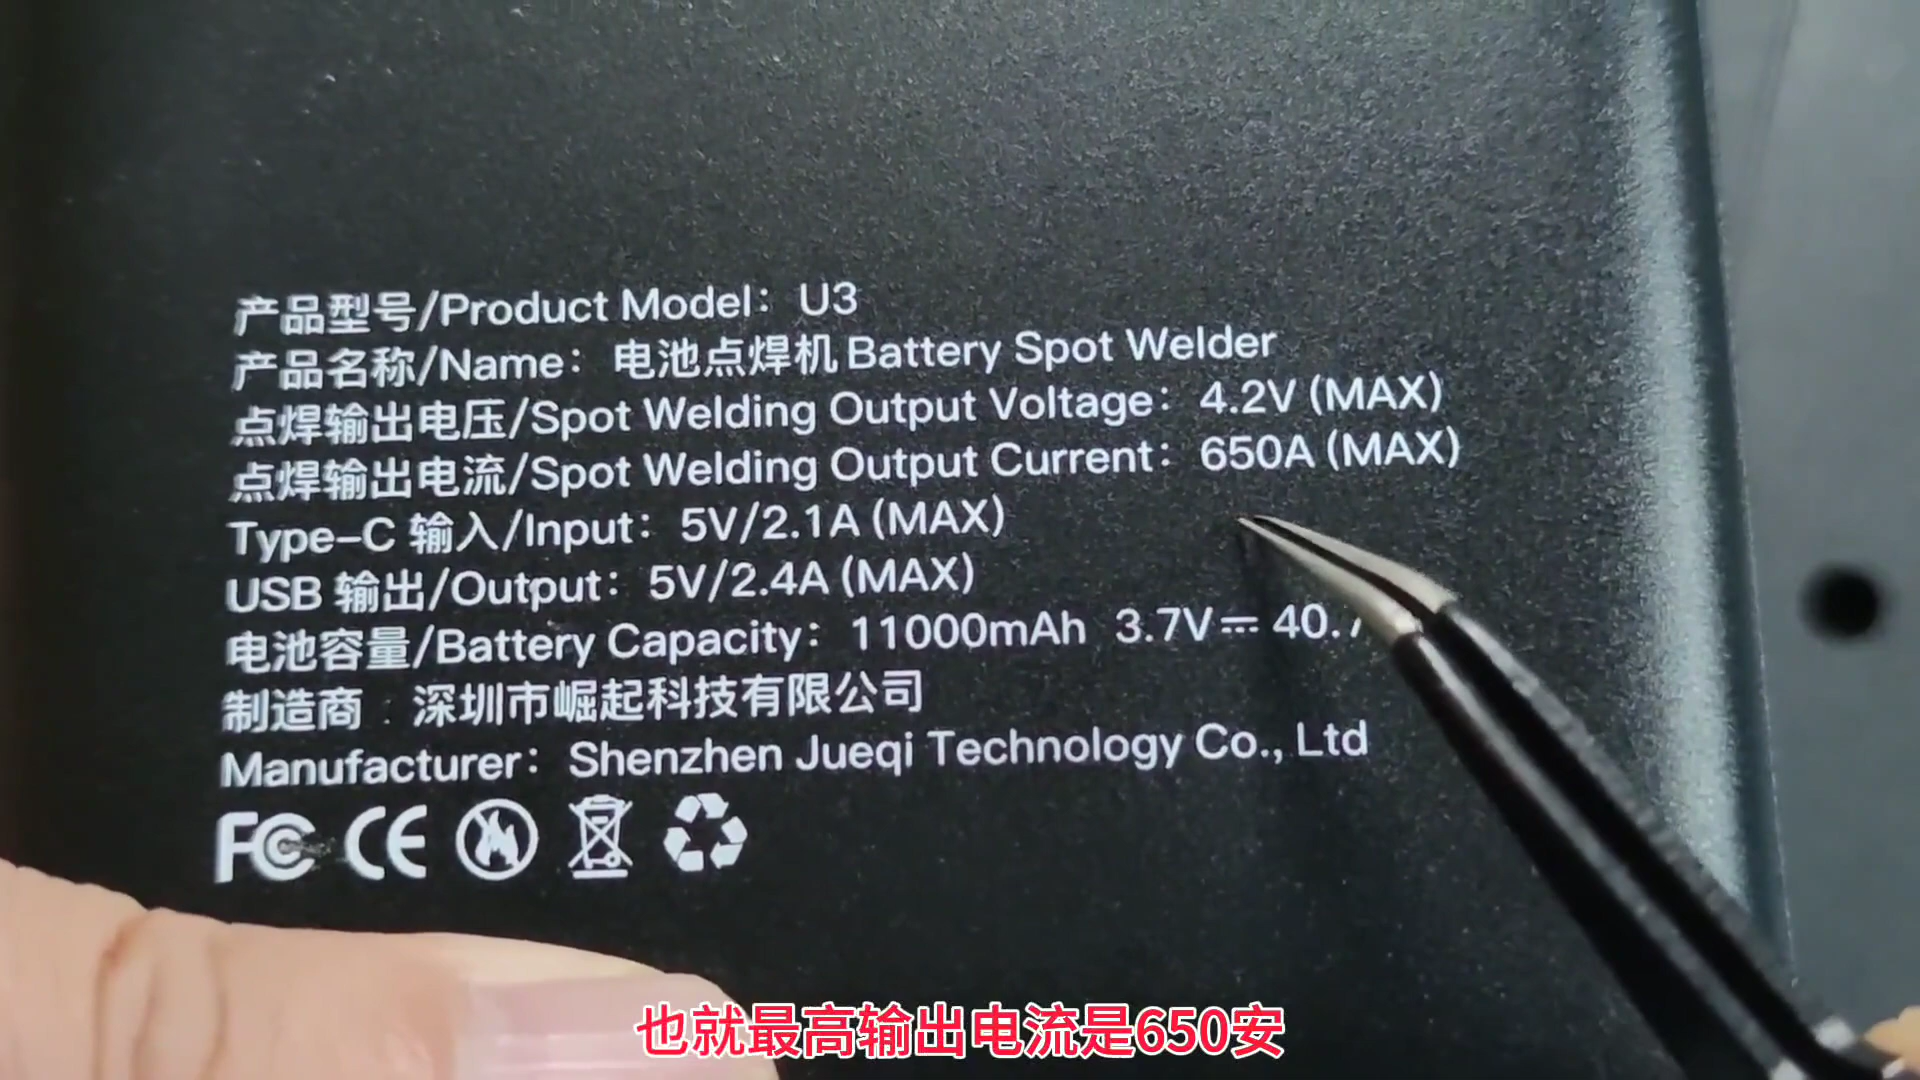 产品型号/Product Model: U3
产品名称/Name: 电池点焊机 Battery Spot Welder
点焊输出电压/Spot Welding Output Voltage: 4.2V (MAX)
点焊输出电流/Spot Welding Output Current: 650A (MAX)
Type-C 输入/Input: 5V/2.1A (MAX)
USB 输出/Output: 5V/2.4A (MAX)
电池容量/Battery Capacity: 11000mAh 3.7V⎓ 40.
制造商：深圳市崛起科技有限公司
Manufacturer: Shenzhen Jueqi Technology Co., Ltd
FC CE
也就最高输出电流是650安